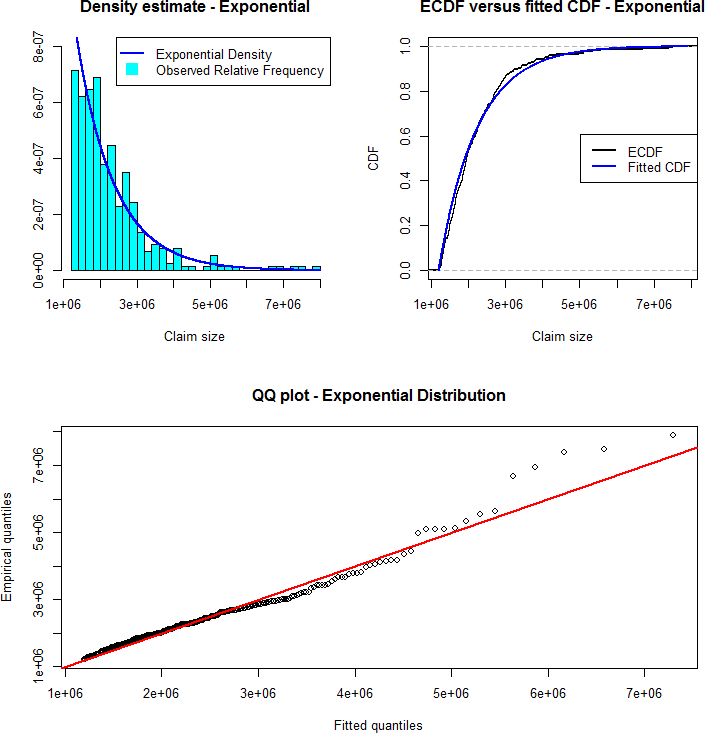 Density estimate - Exponential
8e-07
6e-07
4e-07
2e-07
0e+00
Exponential Density
Observed Relative Frequency
1e+06 3e+06 5e+06 7e+06
Claim size
ECDF versus fitted CDF - Exponential
CDF
1.0
0.8
0.6
0.4
0.2
0.0
ECDF
Fitted CDF
1e+06 3e+06 5e+06 7e+06
Claim size
QQ plot - Exponential Distribution
Empirical quantiles
7e+06
5e+06
3e+06
1e+06
1e+06 2e+06 3e+06 4e+06 5e+06 6e+06 7e+06
Fitted quantiles